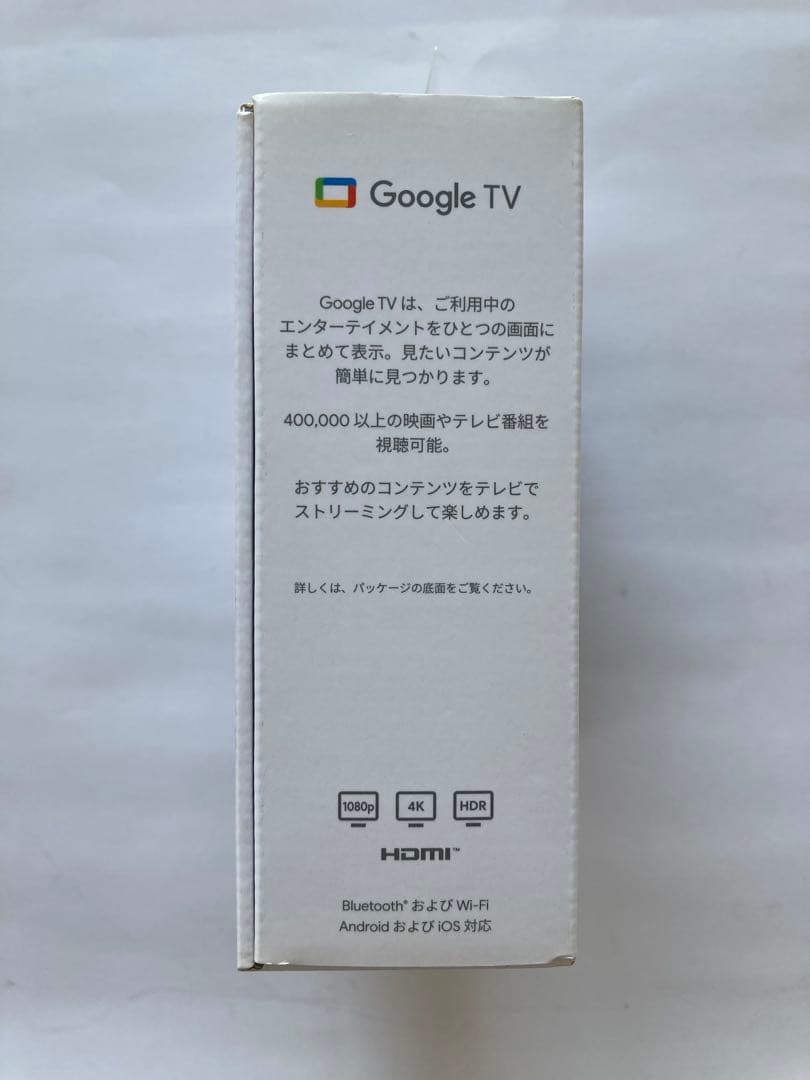 Google TV
Google TV は、ご利用中の
エンターテイメントをひとつの画面に
まとめて表示。見たいコンテンツが
簡単に見つかります。
400,000 以上の映画やテレビ番組を
視聴可能。
おすすめのコンテンツをテレビで
ストリーミングして楽しめます。
詳しくは、パッケージの底面をご覧ください。
1080p 4K HDR
HDMI™
Bluetooth® および Wi-Fi
Android および iOS 対応